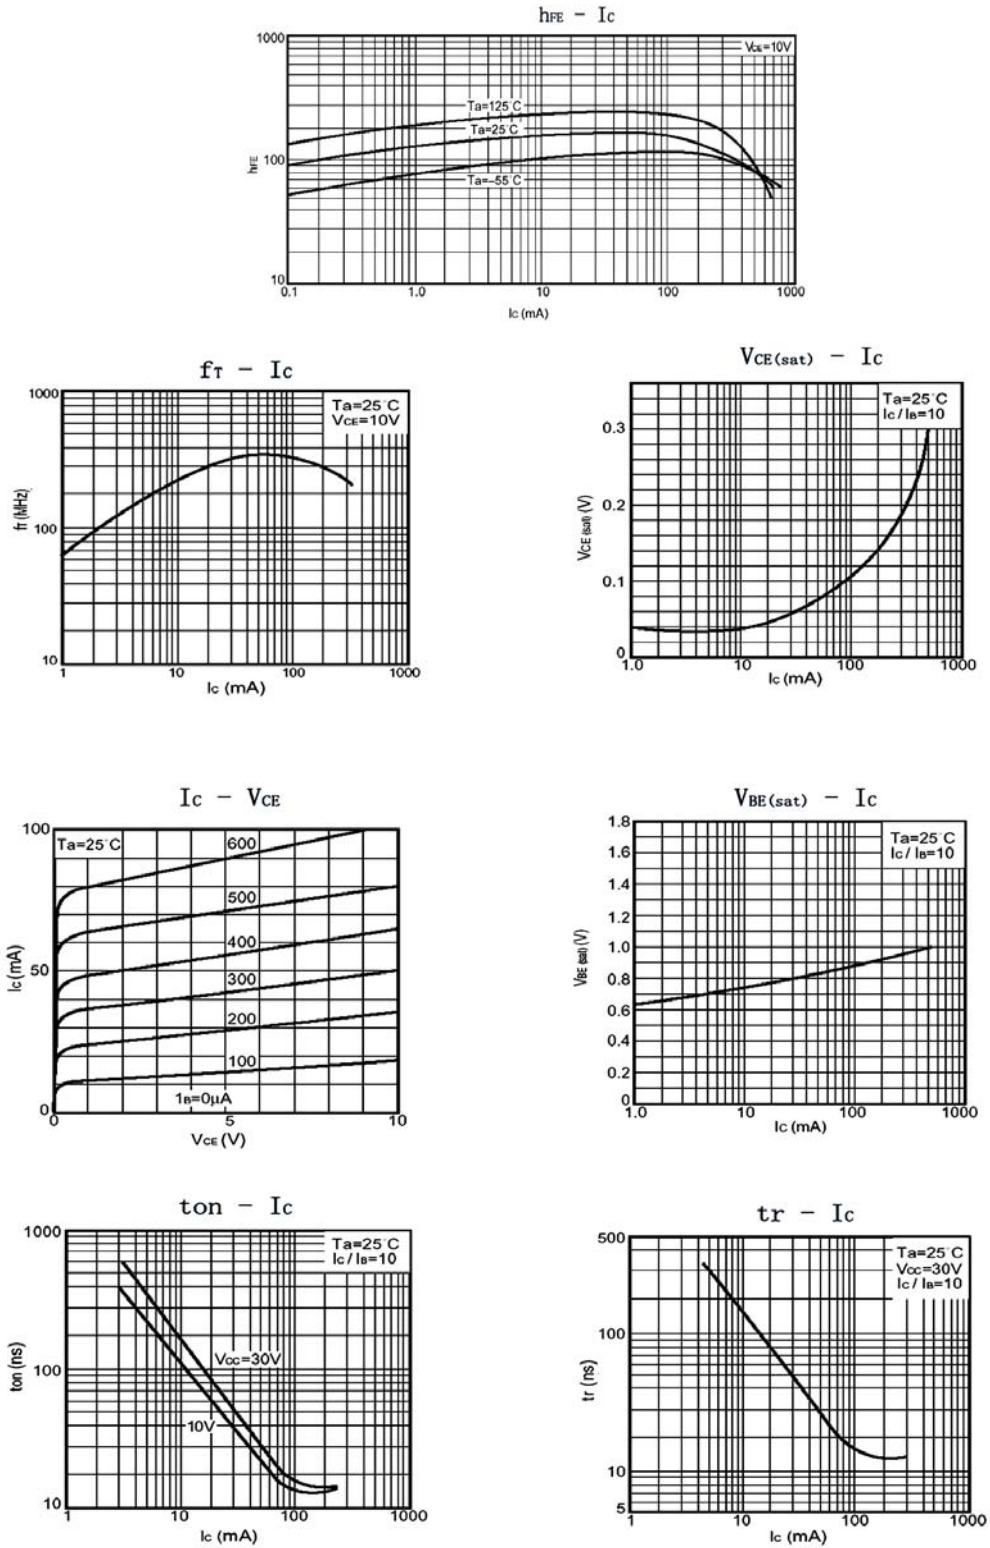 hFE - Ic
1000
VCE=10V
Ta=125°C
Ta=25°C
hFE
100
Ta=-55°C
10
0.1 1.0 10 100 1000
Ic (mA)
fT - Ic
1000
Ta=25°C
VCE=10V
fT (MHz)
100
10
1 10 100 1000
Ic (mA)
VCE(sat) - Ic
Ta=25°C
Ic / IB=10
0.3
0.2
VCE (sat) (V)
0.1
0
1.0 10 100 1000
Ic (mA)
Ic - VCE
100
Ta=25°C
600
500
400
Ic (mA)
50
300
200
100
1B=0μA
0
0 5 10
VCE (V)
VBE(sat) - Ic
1.8
Ta=25°C
Ic / IB=10
1.6
1.4
1.2
1.0
VBE (sat) (V)
0.8
0.6
0.4
0.2
0
1.0 10 100 1000
Ic (mA)
ton - Ic
1000
Ta=25°C
Ic / IB=10
Vcc=30V
ton (ns)
100
10V
10
1 10 100 1000
Ic (mA)
tr - Ic
500
Ta=25°C
Vcc=30V
Ic / IB=10
100
tr (ns)
10
5
1 10 100 1000
Ic (mA)